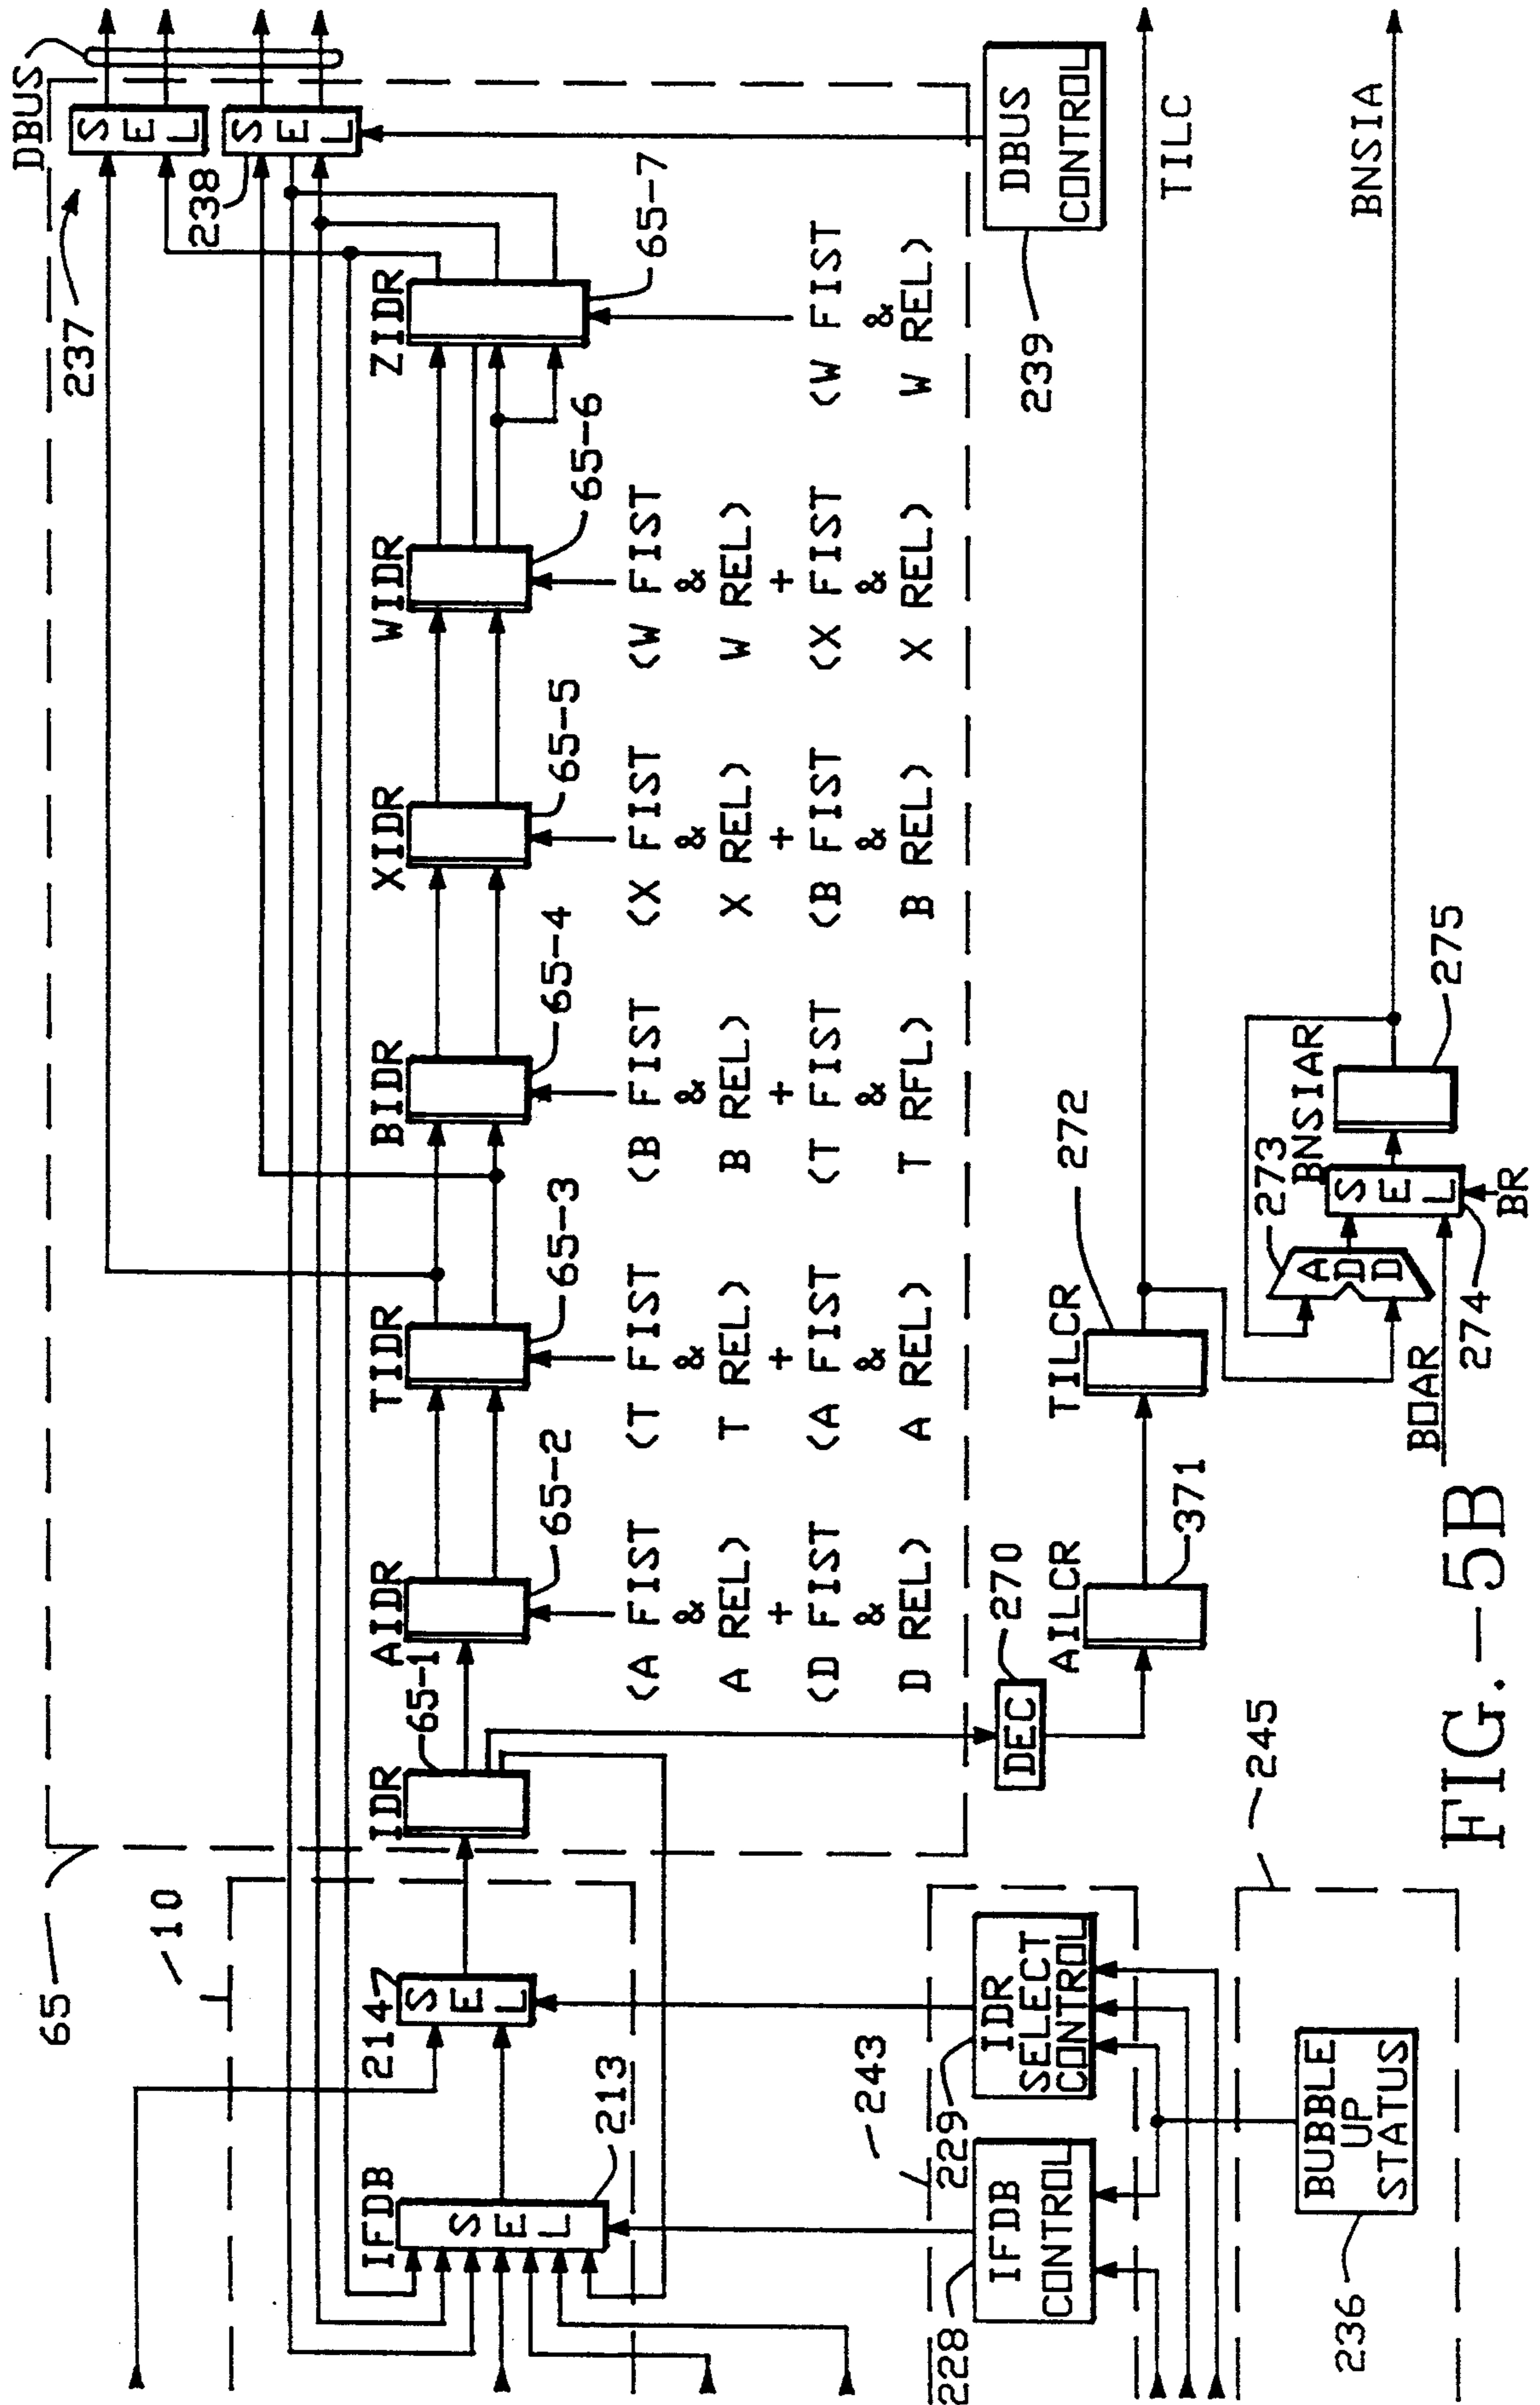 DBUS
SEL
SEL
237
238
65
10
IFDB
SEL
213
214
SEL
IDR
65-1
AIDR
65-2
TIDR
65-3
BIDR
65-4
XIDR
65-5
WIDR
65-6
ZIDR
65-7
(A FIST
&
A REL)
+
(D FIST
&
D REL)
(T FIST
&
T REL)
+
(A FIST
&
A REL)
(B FIST
&
B REL)
+
(T FIST
&
T RFL)
(X FIST
&
X REL)
+
(B FIST
&
B REL)
(W FIST
&
W REL)
+
(X FIST
&
X REL)
(W FIST
&
W REL)
DBUS
CONTROL
239
243
228
IFDB
CONTROL
229
IDR
SELECT
CONTROL
245
BUBBLE
UP
STATUS
236
DEC
270
AILCR
371
TILCR
272
TILC
BOAR
ADD
273
SEL
274
BR
BNSIAR
275
BNSIA
FIG.-5B